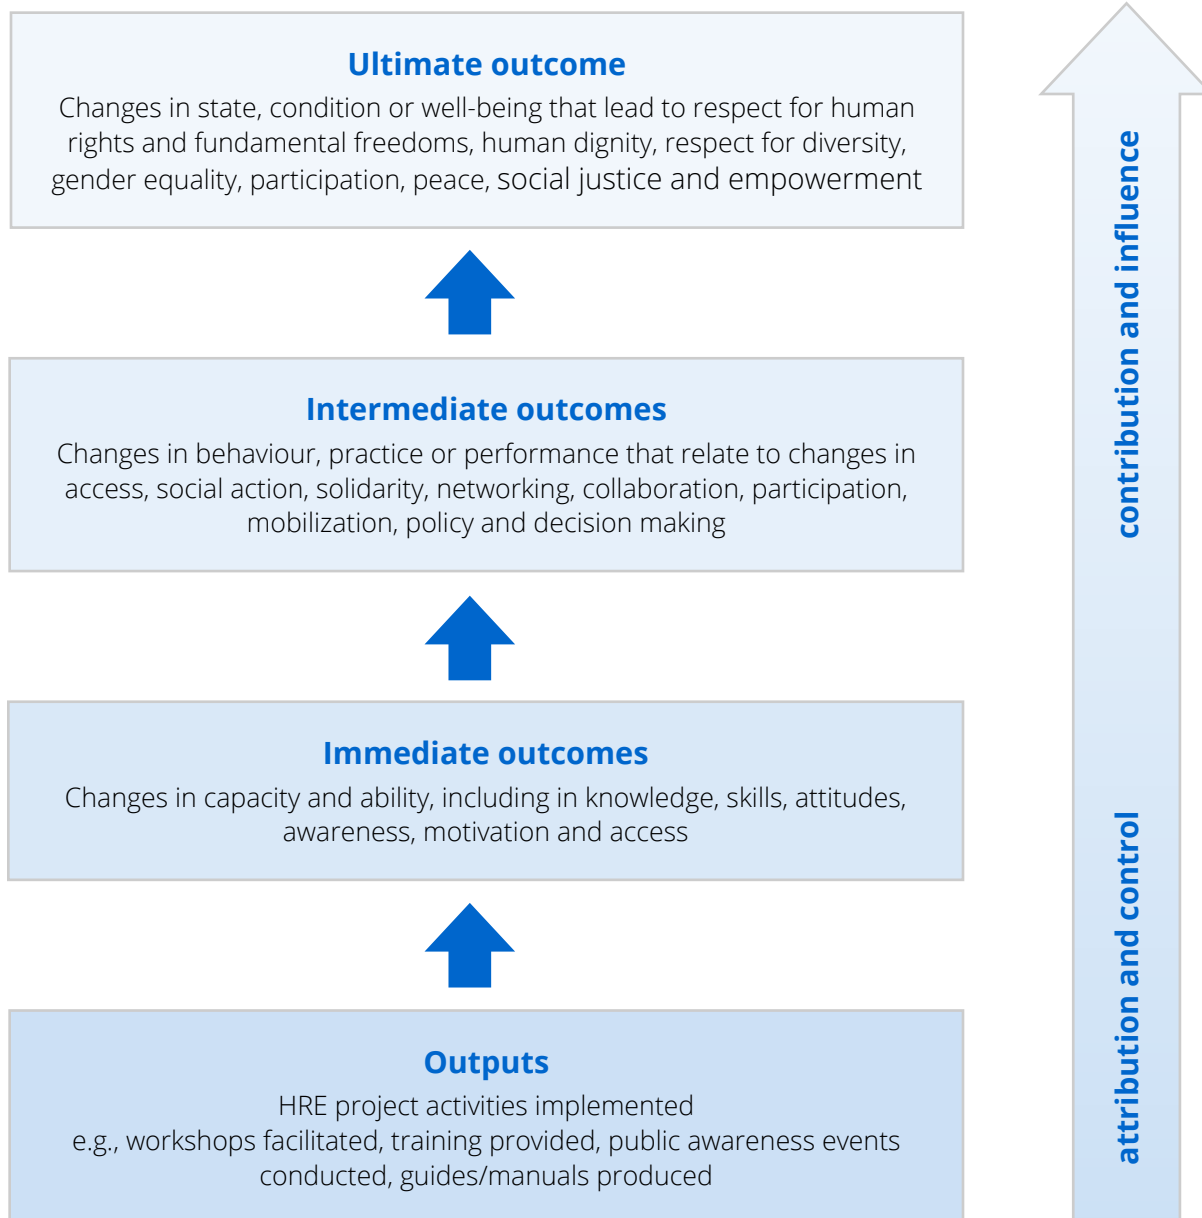 Ultimate outcome
Changes in state, condition or well-being that lead to respect for human
rights and fundamental freedoms, human dignity, respect for diversity,
gender equality, participation, peace, social justice and empowerment
Intermediate outcomes
Changes in behaviour, practice or performance that relate to changes in
access, social action, solidarity, networking, collaboration, participation,
mobilization, policy and decision making
Immediate outcomes
Changes in capacity and ability, including in knowledge, skills, attitudes,
awareness, motivation and access
Outputs
HRE project activities implemented
e.g., workshops facilitated, training provided, public awareness events
conducted, guides/manuals produced
contribution and influence
attribution and control